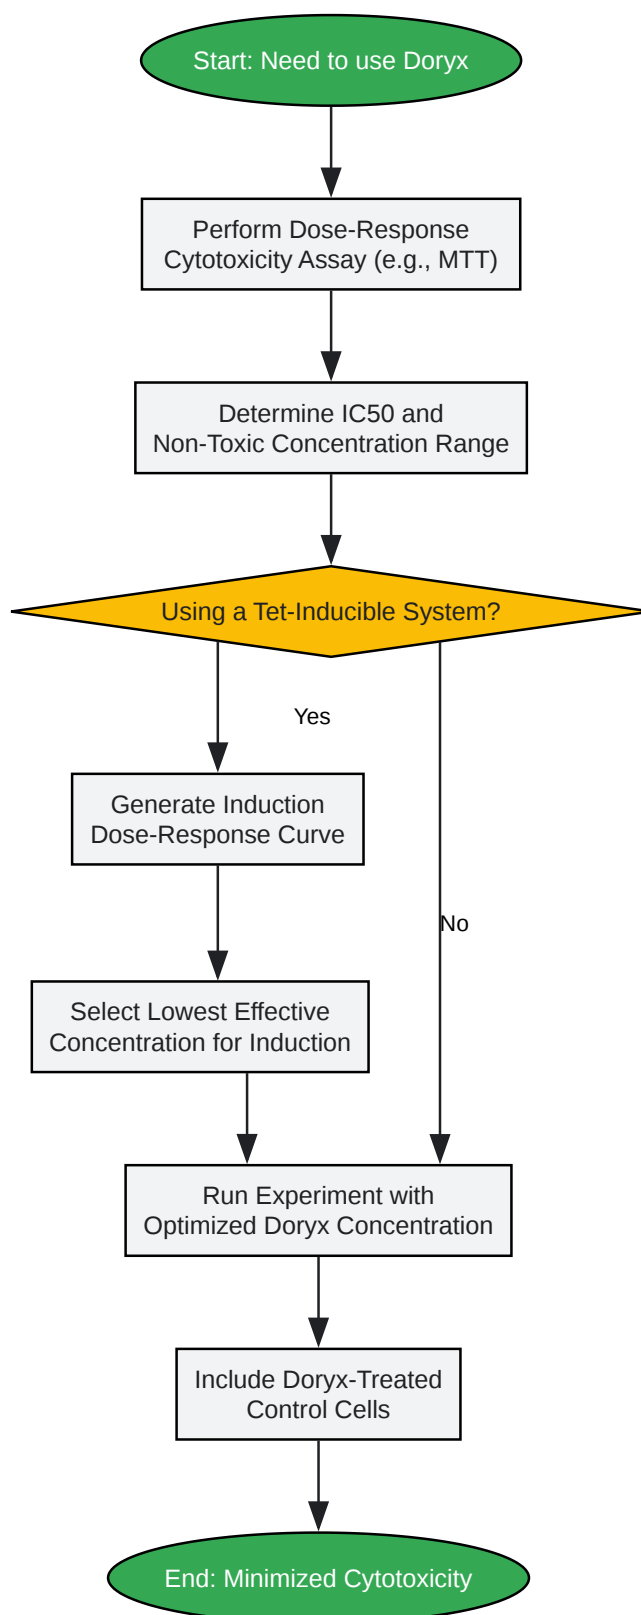 Start: Need to use Doryx
Perform Dose-Response
Cytotoxicity Assay (e.g., MTT)
Determine IC50 and
Non-Toxic Concentration Range
Using a Tet-Inducible System?
Yes
Generate Induction
Dose-Response Curve
No
Select Lowest Effective
Concentration for Induction
Run Experiment with
Optimized Doryx Concentration
Include Doryx-Treated
Control Cells
End: Minimized Cytotoxicity